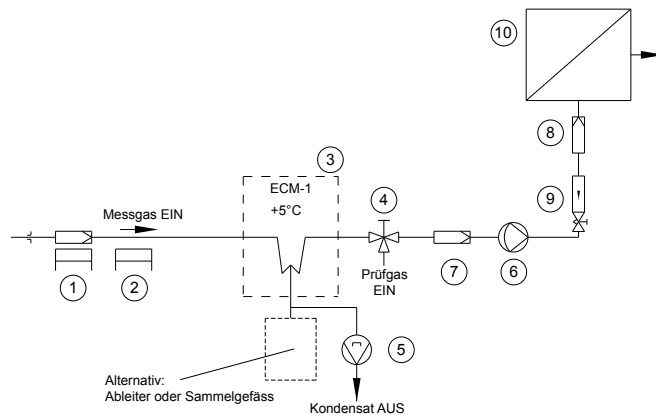 10
8
3
ECM-1
4
9
Messgas EIN
+5°C
Prüfgas
EIN
7
6
1
2
5
Alternativ:
Ableiter oder Sammelgefäss
Kondensat AUS